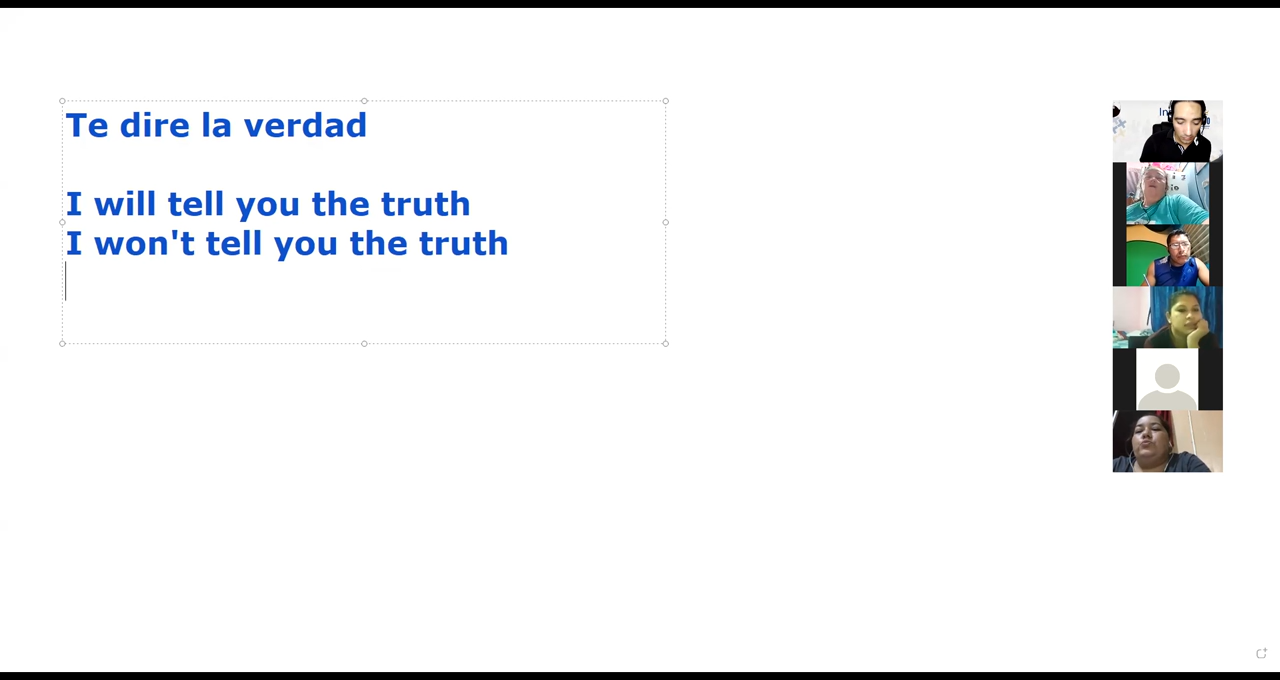 Te dire la verdad
I will tell you the truth
I won't tell you the truth